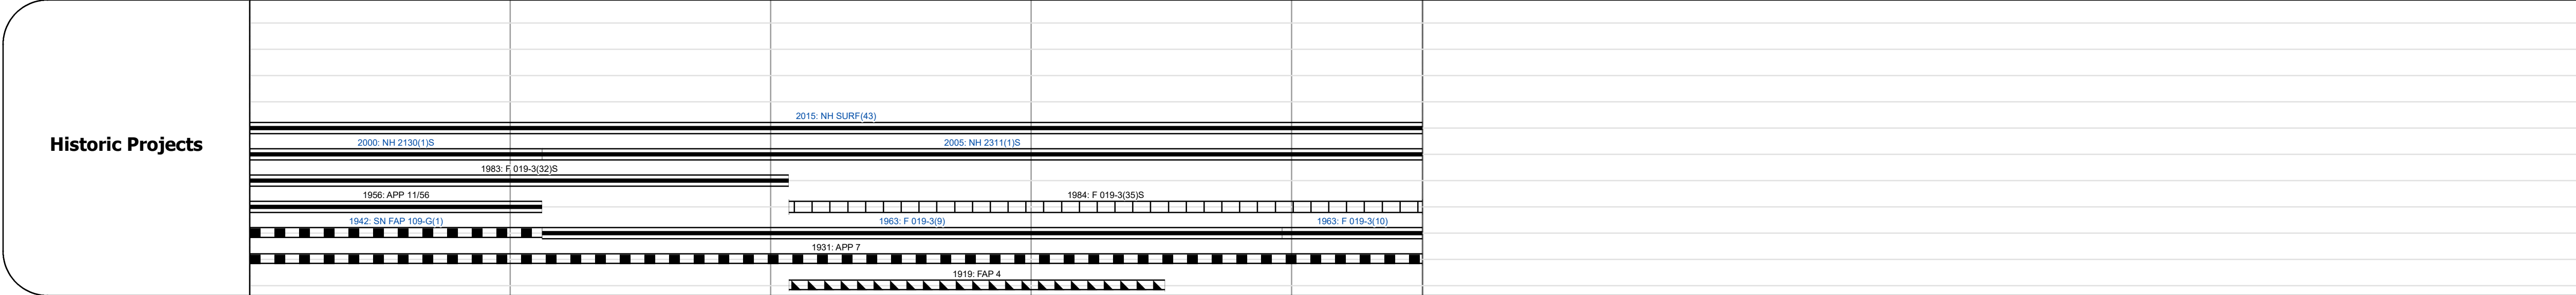 2015: NH SURF(43)
Historic Projects
2000: NH 2130(1)S
2005: NH 2311(1)S
1983: F 019-3(32)S
1956: APP 11/56
1984: F 019-3(35)S
1942: SN FAP 109-G(1)
1963: F 019-3(9)
1963: F 019-3(10)
1931: APP 7
1919: FAP 4